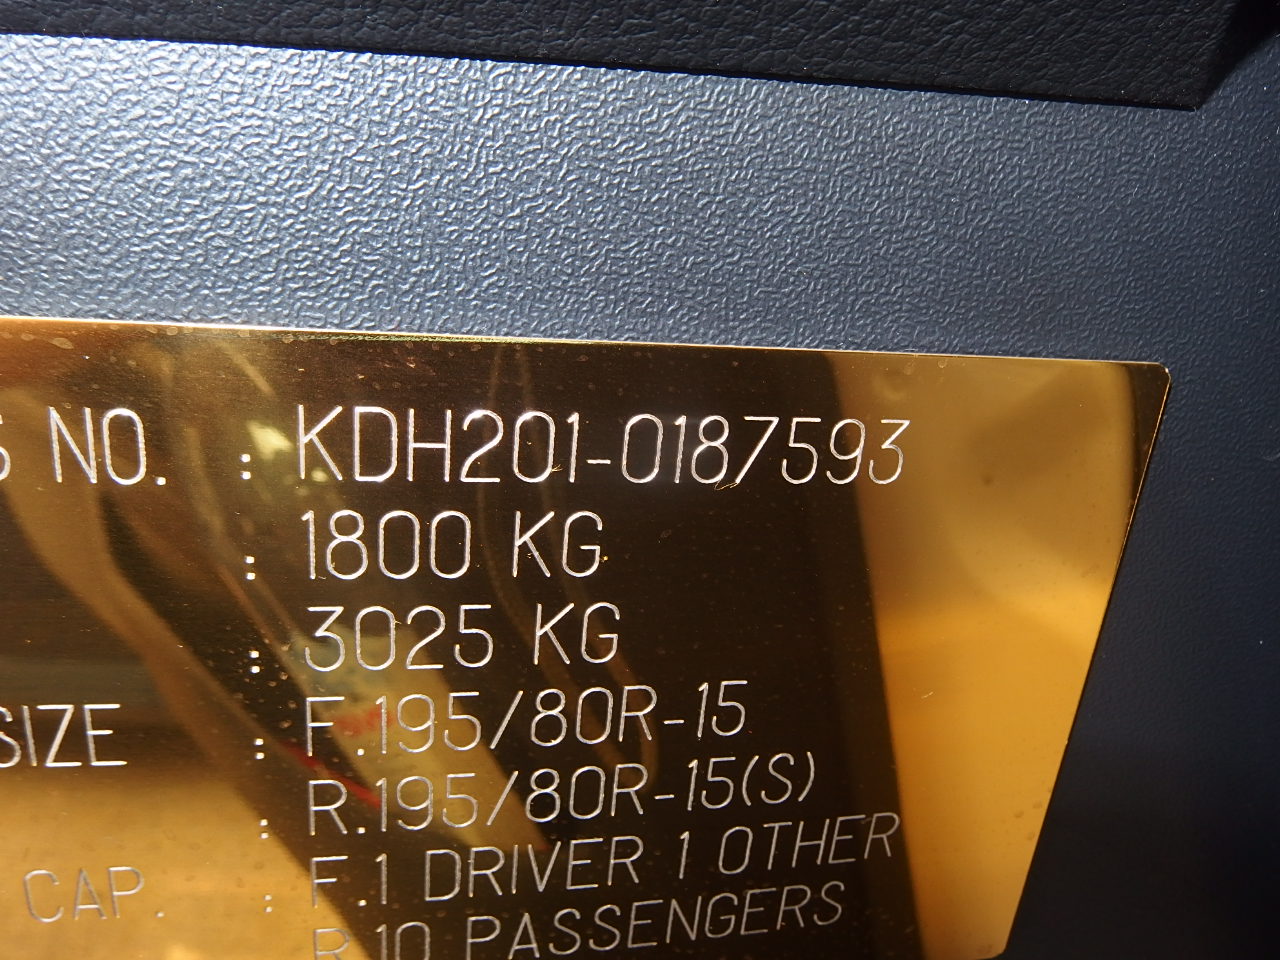 S NO. : KDH201-0187593
: 1800 KG
: 3025 KG
SIZE : F.195/80R-15
: R.195/80R-15(S)
CAP. : F.1 DRIVER 1 OTHER
R.10 PASSENGERS